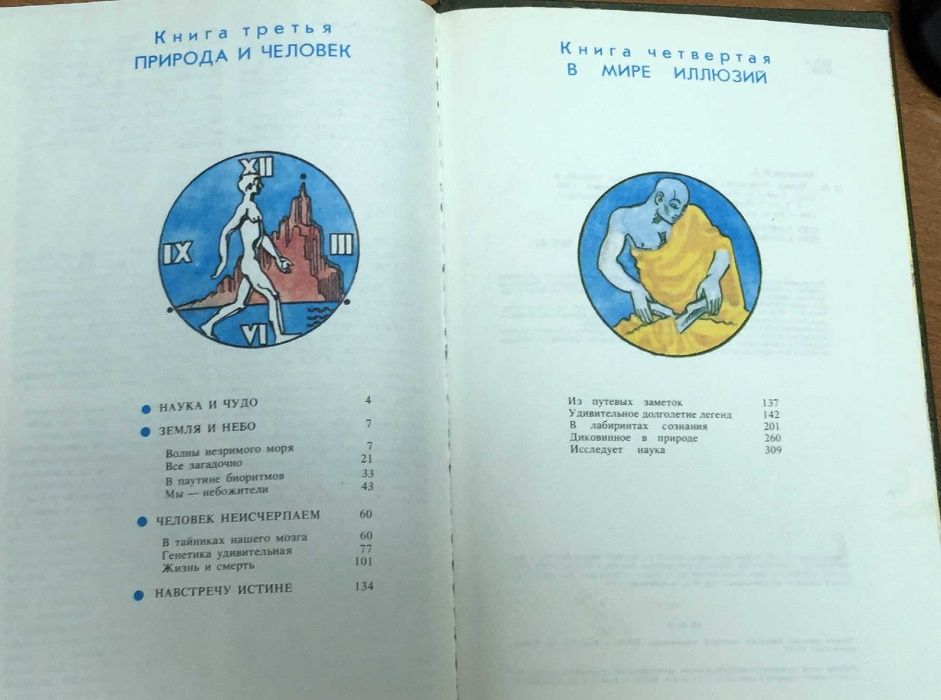 Книга третья
ПРИРОДА И ЧЕЛОВЕК
XII
IX
III
VI
НАУКА И ЧУДО 4
ЗЕМЛЯ И НЕБО 7
Волны незримого моря 7
Все загадочно 21
В паутине биоритмов 33
Мы — небожители 43
ЧЕЛОВЕК НЕИСЧЕРПАЕМ 60
В тайниках нашего мозга 60
Генетика удивительная 77
Жизнь и смерть 101
НАВСТРЕЧУ ИСТИНЕ 134
Книга четвертая
В МИРЕ ИЛЛЮЗИЙ
Из путевых заметок 137
Удивительное долголетие легенд 142
В лабиринтах сознания 201
Диковинное в природе 260
Исследует наука 309